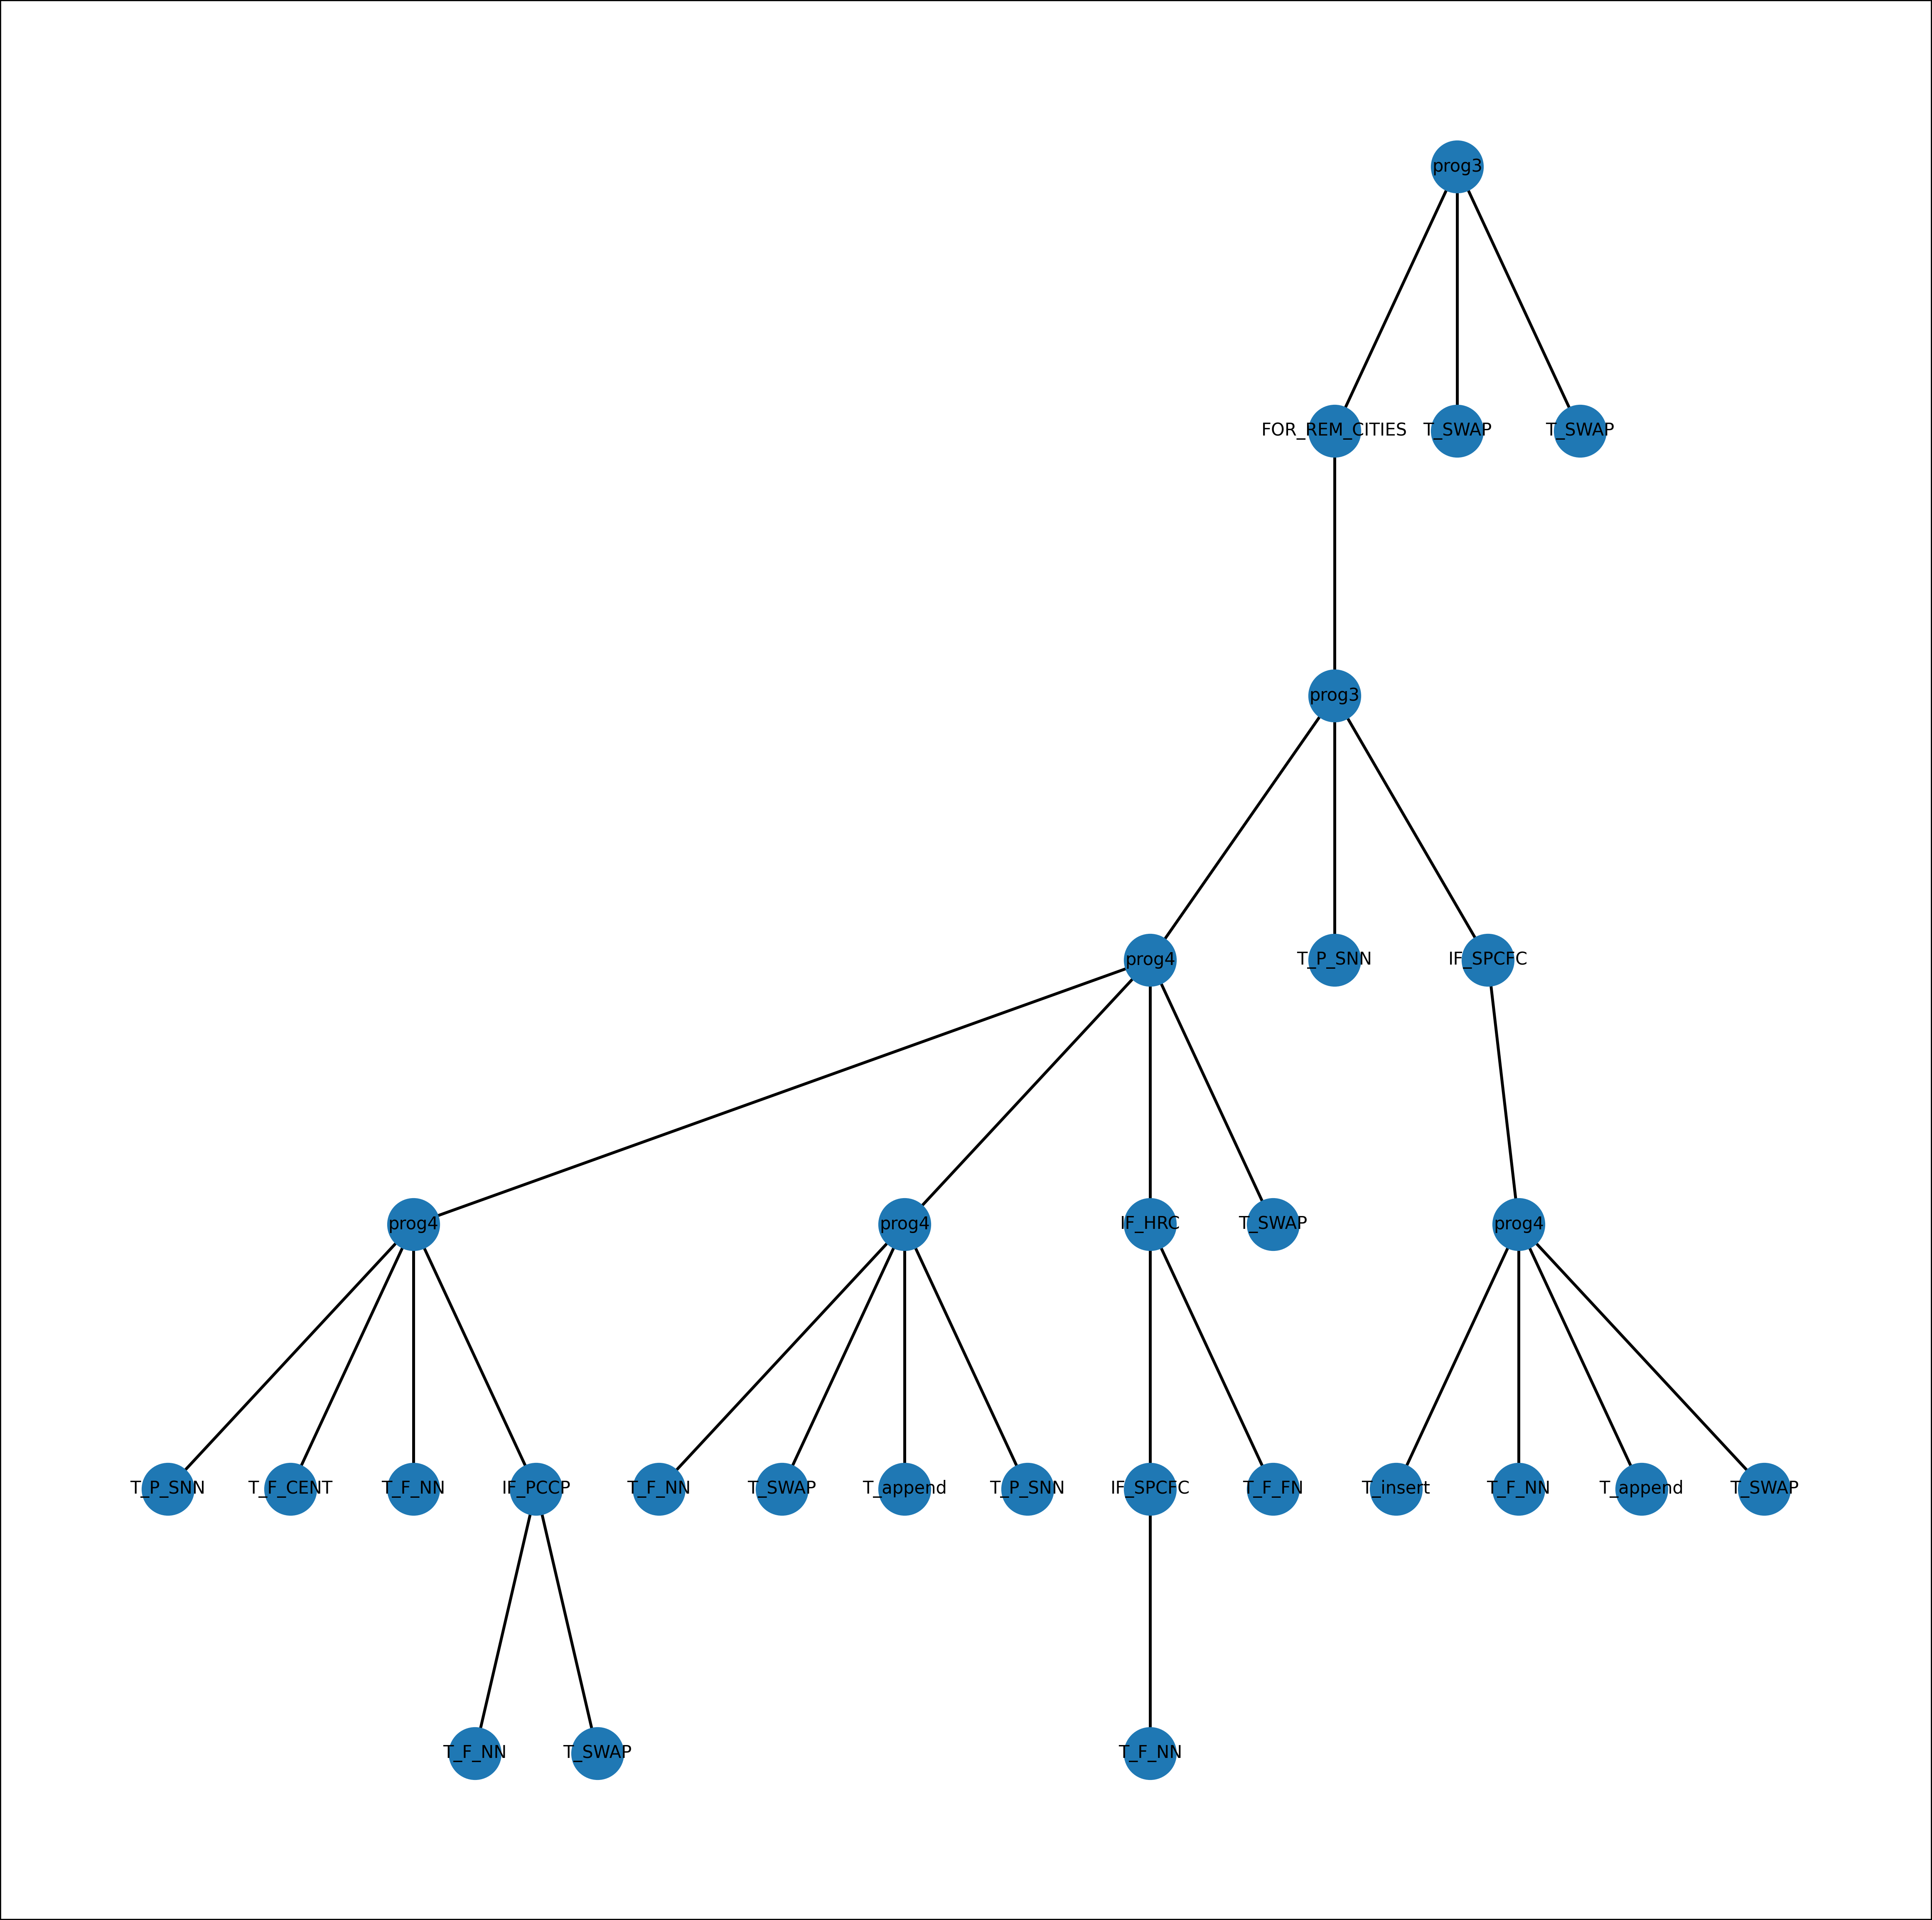 prog3
FOR_REM_CITIES T_SWAP T_SWAP
prog3
prog4 T_P_SNN IF_SPCFC
prog4 prog4 IF_HRC T_SWAP prog4
T_P_SNN T_F_CENT T_F_NN IF_PCCP T_F_NN T_SWAP T_append T_P_SNN IF_SPCFC T_F_FN T_insert T_F_NN T_append T_SWAP
T_F_NN T_SWAP T_F_NN